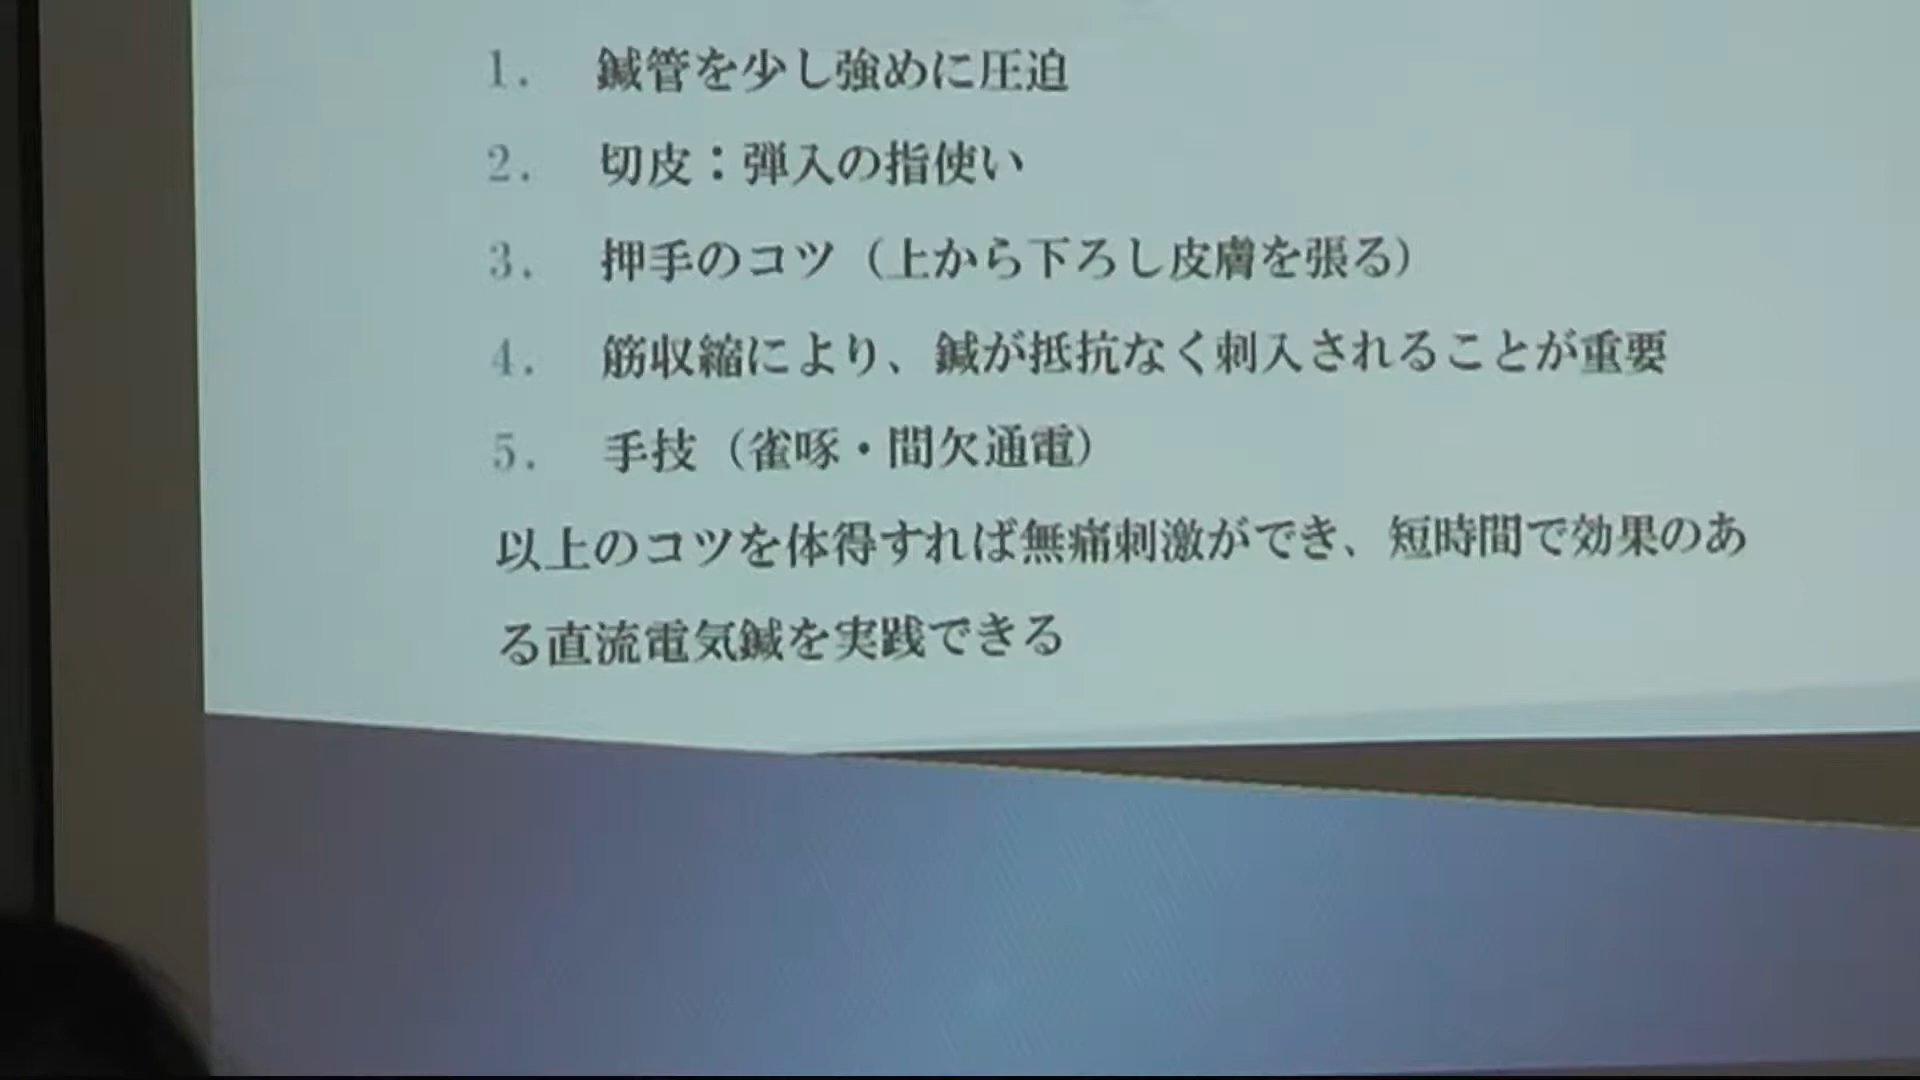 1. 鍼管を少し強めに圧迫
2. 切皮：弾入の指使い
3. 押手のコツ（上から下ろし皮膚を張る）
4. 筋収縮により、鍼が抵抗なく刺入されることが重要
5. 手技（雀啄・間欠通電）
以上のコツを体得すれば無痛刺激ができ、短時間で効果のあ
る直流電気鍼を実践できる